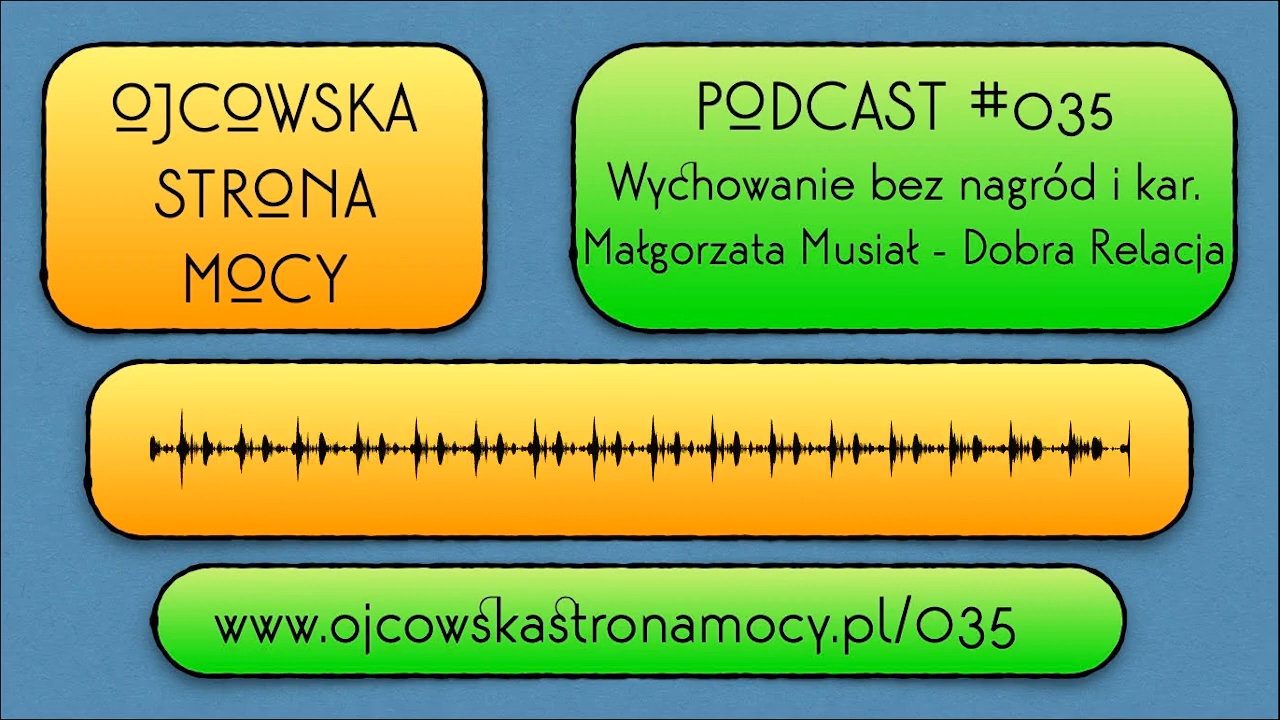 OJCOWSKA
STRONA
MOCY
PODCAST #035
Wychowanie bez nagród i kar.
Małgorzata Musiał - Dobra Relacja
www.ojcowskastronamocy.pl/035